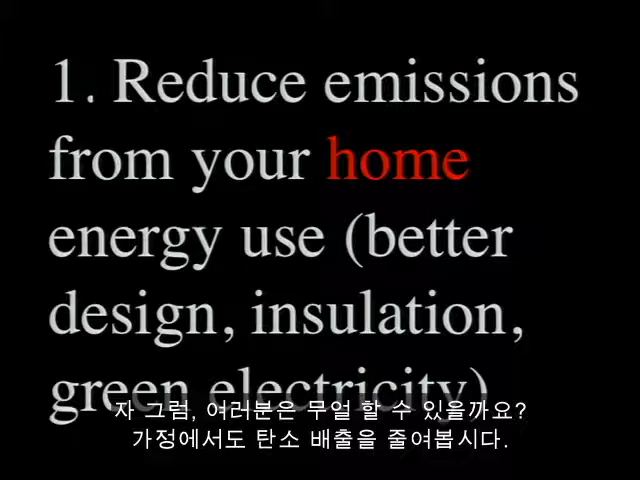 1. Reduce emissions
from your home
energy use (better
design, insulation,
green electricity)
자 그럼, 여러분은 무얼 할 수 있을까요?
가정에서도 탄소 배출을 줄여봅시다.